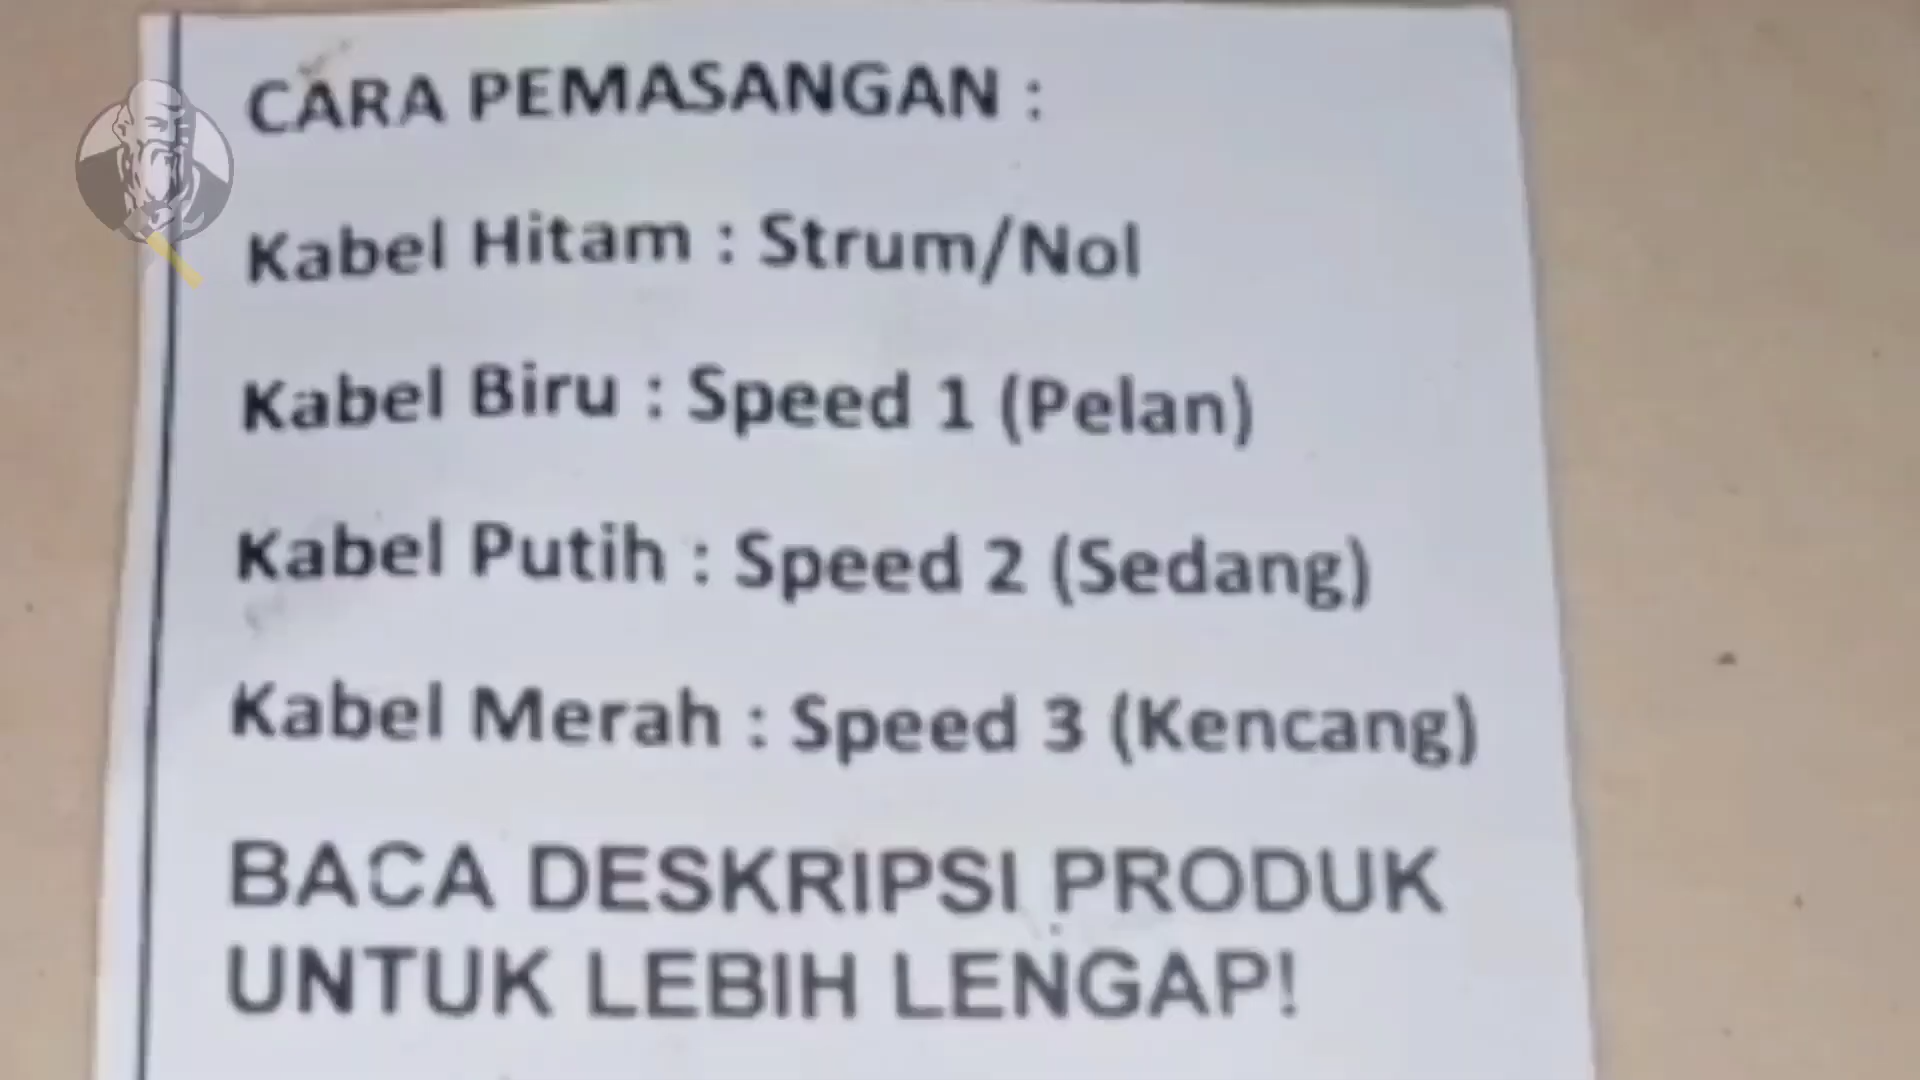 CARA PEMASANGAN :
Kabel Hitam : Strum/Nol
Kabel Biru : Speed 1 (Pelan)
Kabel Putih : Speed 2 (Sedang)
Kabel Merah : Speed 3 (Kencang)
BACA DESKRIPSI PRODUK
UNTUK LEBIH LENGAP!